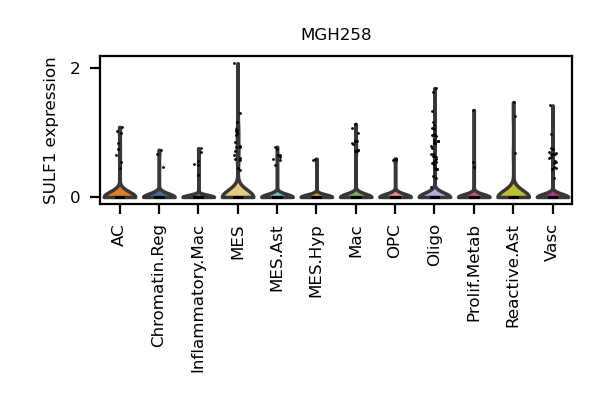 MGH258
SULF1 expression
2
0
AC
Chromatin.Reg
Inflammatory.Mac
MES
MES.Ast
MES.Hyp
Mac
OPC
Oligo
Prolif.Metab
Reactive.Ast
Vasc